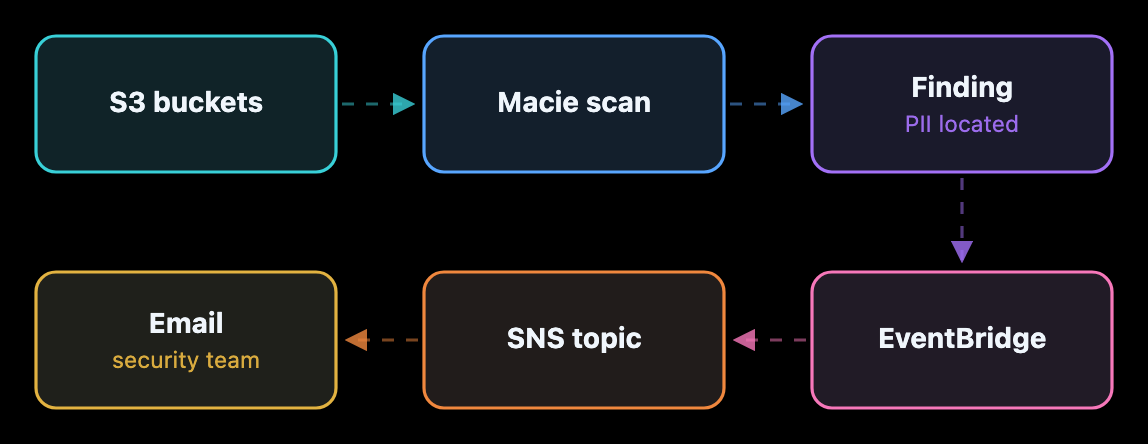 S3 buckets
Macie scan
Finding
PII located
Email
security team
SNS topic
EventBridge